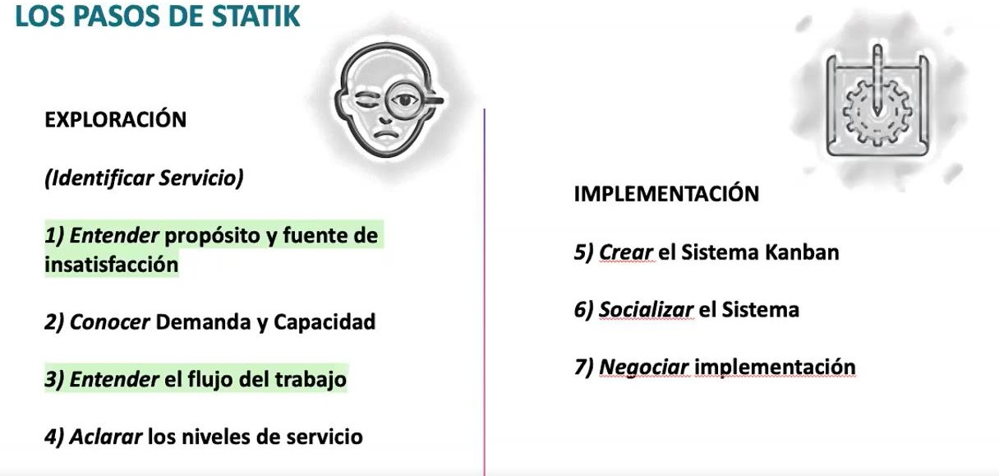 LOS PASOS DE STATIK
EXPLORACIÓN
(Identificar Servicio)
1) Entender propósito y fuente de
insatisfacción
2) Conocer Demanda y Capacidad
3) Entender el flujo del trabajo
4) Aclarar los niveles de servicio
IMPLEMENTACIÓN
5) Crear el Sistema Kanban
6) Socializar el Sistema
7) Negociar implementación